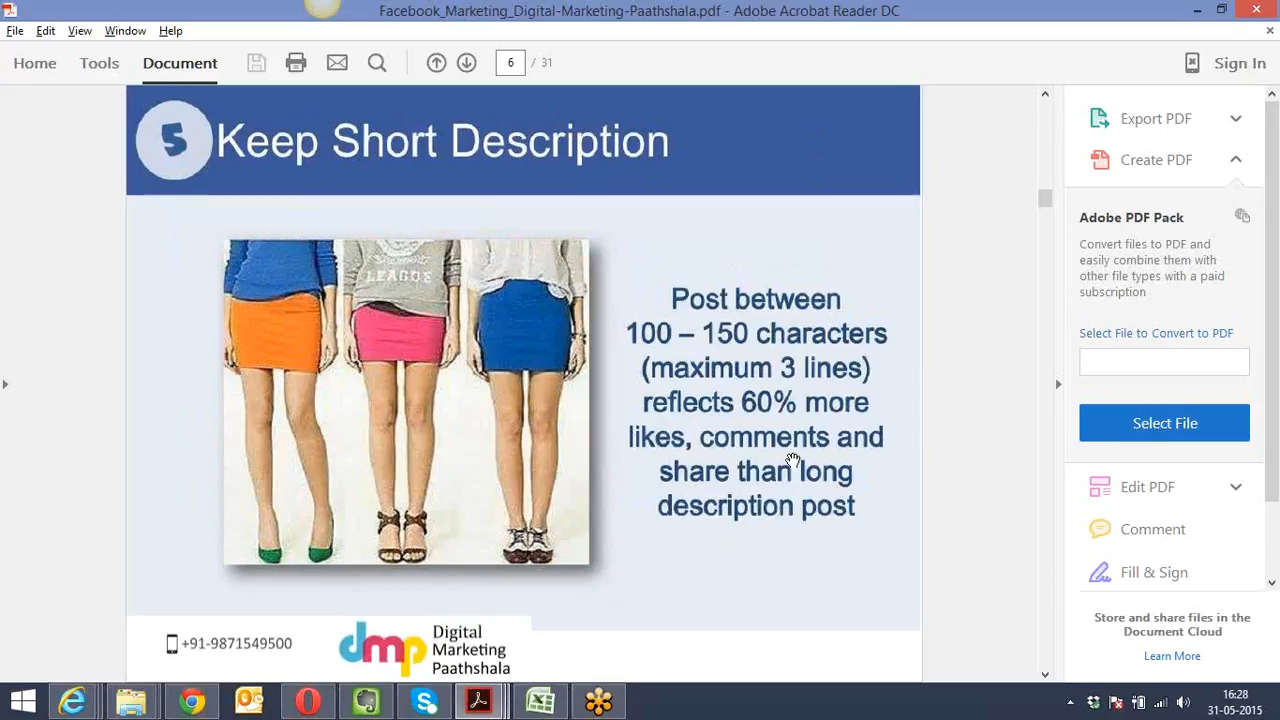 Facebook_Marketing_Digital-Marketing-Paathshala.pdf - Adobe Acrobat Reader DC
File Edit View Window Help
Home Tools Document 6 / 31 Sign In
5 Keep Short Description
LEAGUE
Post between
100 – 150 characters
(maximum 3 lines)
reflects 60% more
likes, comments and
share than long
description post
+91-9871549500
dmp
Digital
Marketing
Paathshala
Export PDF
Create PDF
Adobe PDF Pack
Convert files to PDF and
easily combine them with
other file types with a paid
subscription
Select File to Convert to PDF
Select File
Edit PDF
Comment
Fill & Sign
Store and share files in the
Document Cloud
Learn More
16:28
31-05-2015